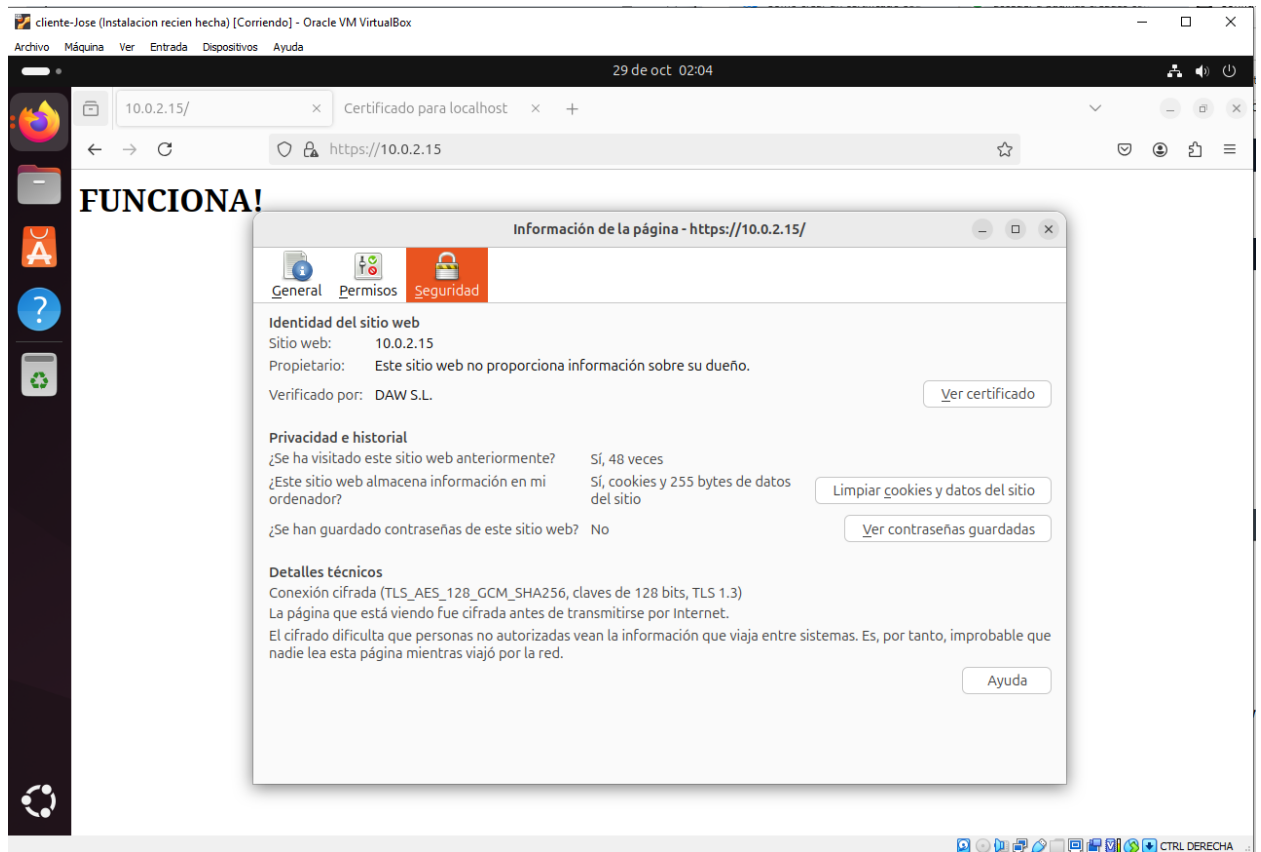 cliente-Jose (Instalacion recien hecha) [Corriendo] - Oracle VM VirtualBox
Archivo Máquina Ver Entrada Dispositivos Ayuda
29 de oct 02:04
10.0.2.15/
Certificado para localhost
https://10.0.2.15
FUNCIONA!
Información de la página - https://10.0.2.15/
General Permisos Seguridad
Identidad del sitio web
Sitio web: 10.0.2.15
Propietario: Este sitio web no proporciona información sobre su dueño.
Verificado por: DAW S.L. Ver certificado
Privacidad e historial
¿Se ha visitado este sitio web anteriormente? Sí, 48 veces
¿Este sitio web almacena información en mi ordenador? Sí, cookies y 255 bytes de datos del sitio Limpiar cookies y datos del sitio
¿Se han guardado contraseñas de este sitio web? No Ver contraseñas guardadas
Detalles técnicos
Conexión cifrada (TLS_AES_128_GCM_SHA256, claves de 128 bits, TLS 1.3)
La página que está viendo fue cifrada antes de transmitirse por Internet.
El cifrado dificulta que personas no autorizadas vean la información que viaja entre sistemas. Es, por tanto, improbable que
nadie lea esta página mientras viajó por la red.
Ayuda
CTRL DERECHA